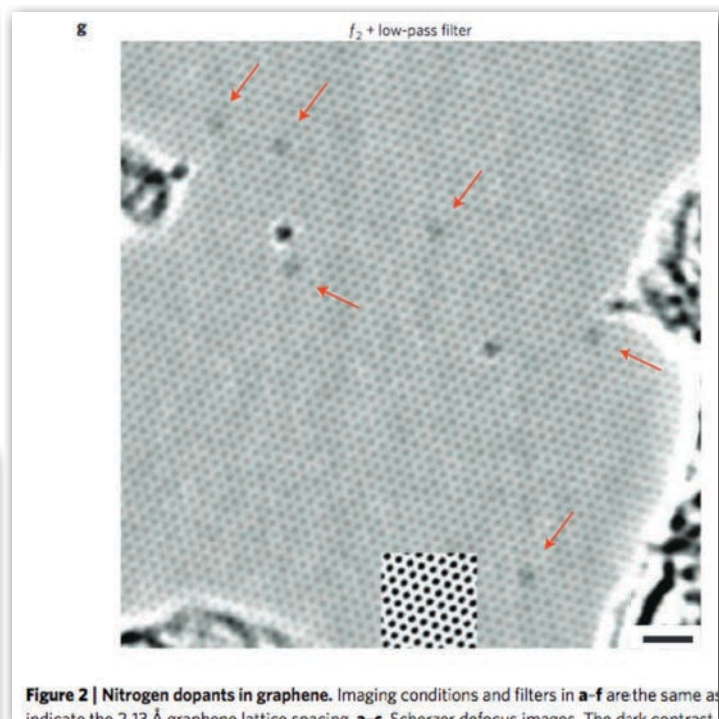 g
f₂ + low-pass filter
Figure 2 | Nitrogen dopants in graphene. Imaging conditions and filters in a–f are the same as
indicate the 2.13 Å graphene lattice spacing. a–c, Scherzer defocus images. The dark contrast